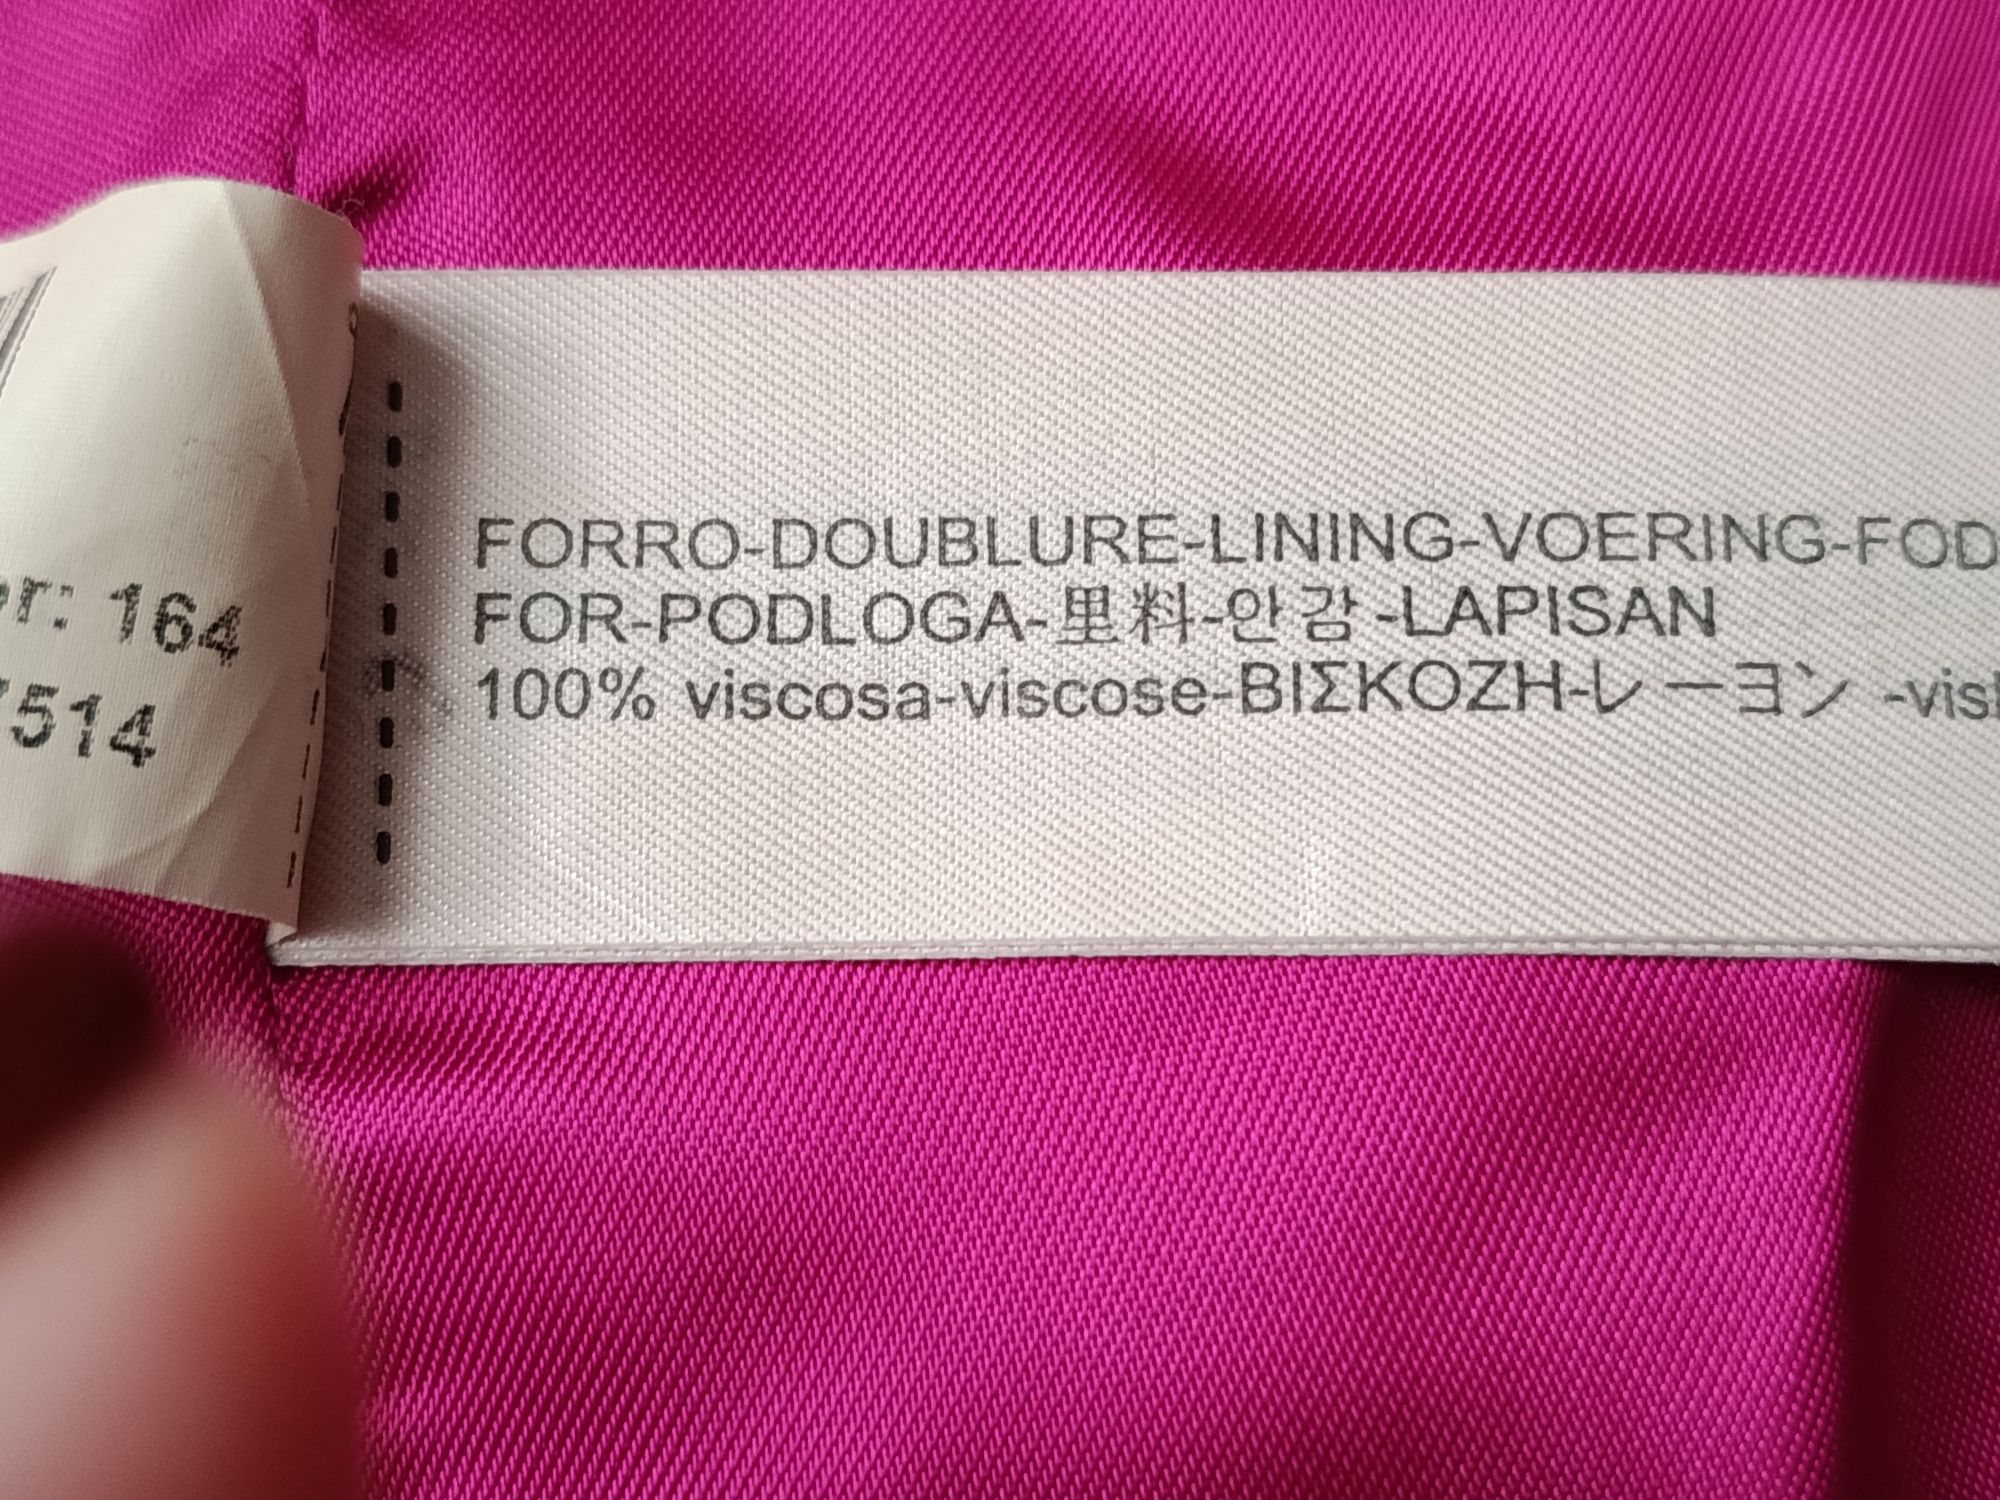 : 164
514
FORRO-DOUBLURE-LINING-VOERING-FOD
FOR-PODLOGA-里料-안감-LAPISAN
100% viscosa-viscose-ΒΙΣΚΟΖΗ-レーヨン -vis